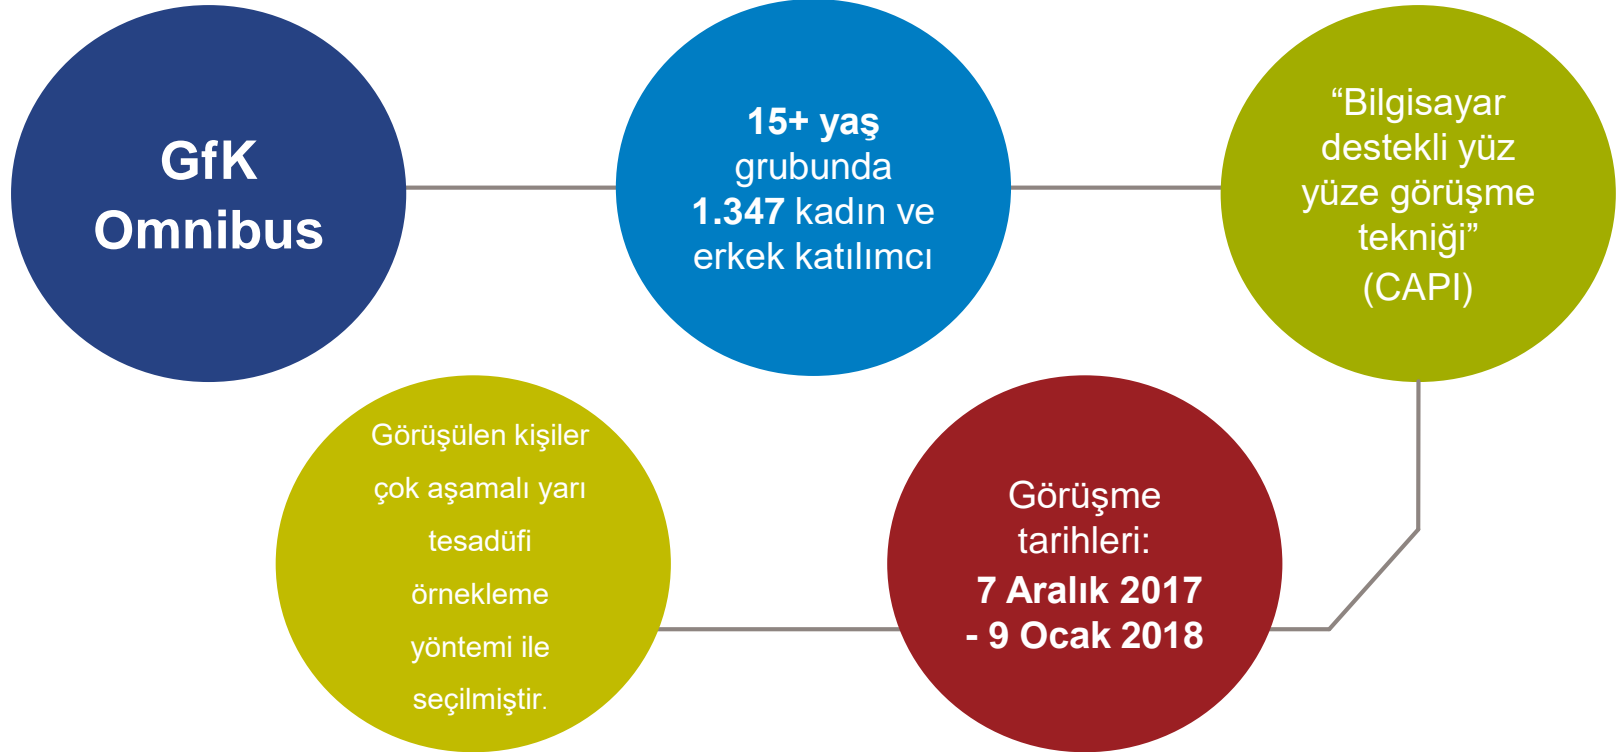 GfK
Omnibus
15+ yaş
grubunda
1.347 kadın ve
erkek katılımcı
“Bilgisayar
destekli yüz
yüze görüşme
tekniği”
(CAPI)
Görüşme
tarihleri:
7 Aralık 2017
- 9 Ocak 2018
Görüşülen kişiler
çok aşamalı yarı
tesadüfi
örnekleme
yöntemi ile
seçilmiştir.